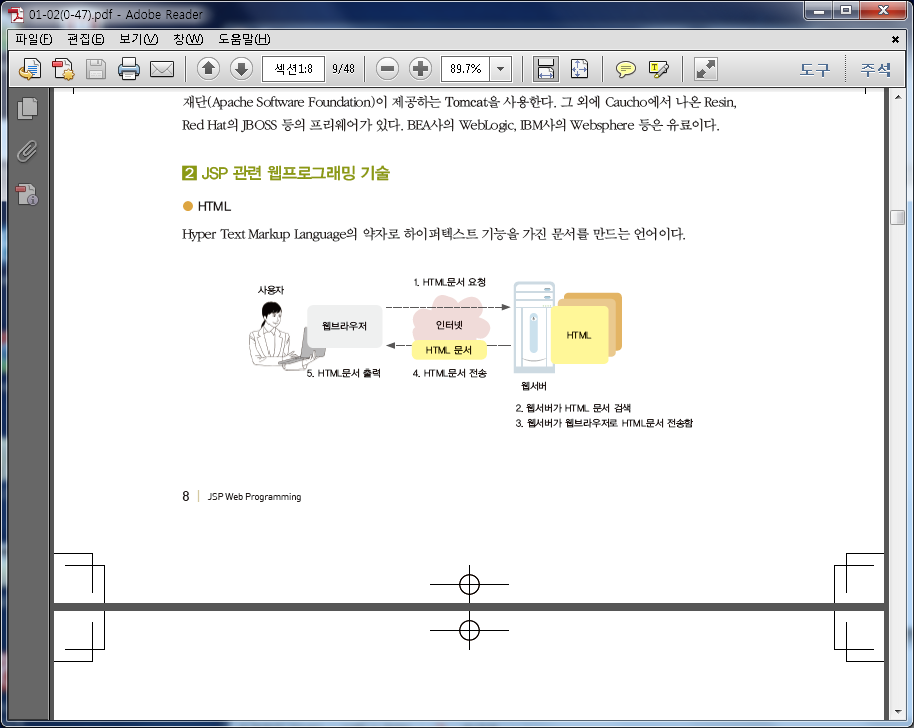 01-02(0-47).pdf - Adobe Reader
파일(F) 편집(E) 보기(V) 창(W) 도움말(H)
섹션1:8 9/48 89.7% 도구 주석
재단(Apache Software Foundation)이 제공하는 Tomcat을 사용한다. 그 외에 Caucho에서 나온 Resin,
Red Hat의 JBOSS 등의 프리웨어가 있다. BEA사의 WebLogic, IBM사의 Websphere 등은 유료이다.
2 JSP 관련 웹프로그래밍 기술
HTML
Hyper Text Markup Language의 약자로 하이퍼텍스트 기능을 가진 문서를 만드는 언어이다.
사용자
웹브라우저
1. HTML문서 요청
인터넷
HTML 문서
HTML
5. HTML문서 출력
4. HTML문서 전송
웹서버
2. 웹서버가 HTML 문서 검색
3. 웹서버가 웹브라우저로 HTML문서 전송함
8 JSP Web Programming